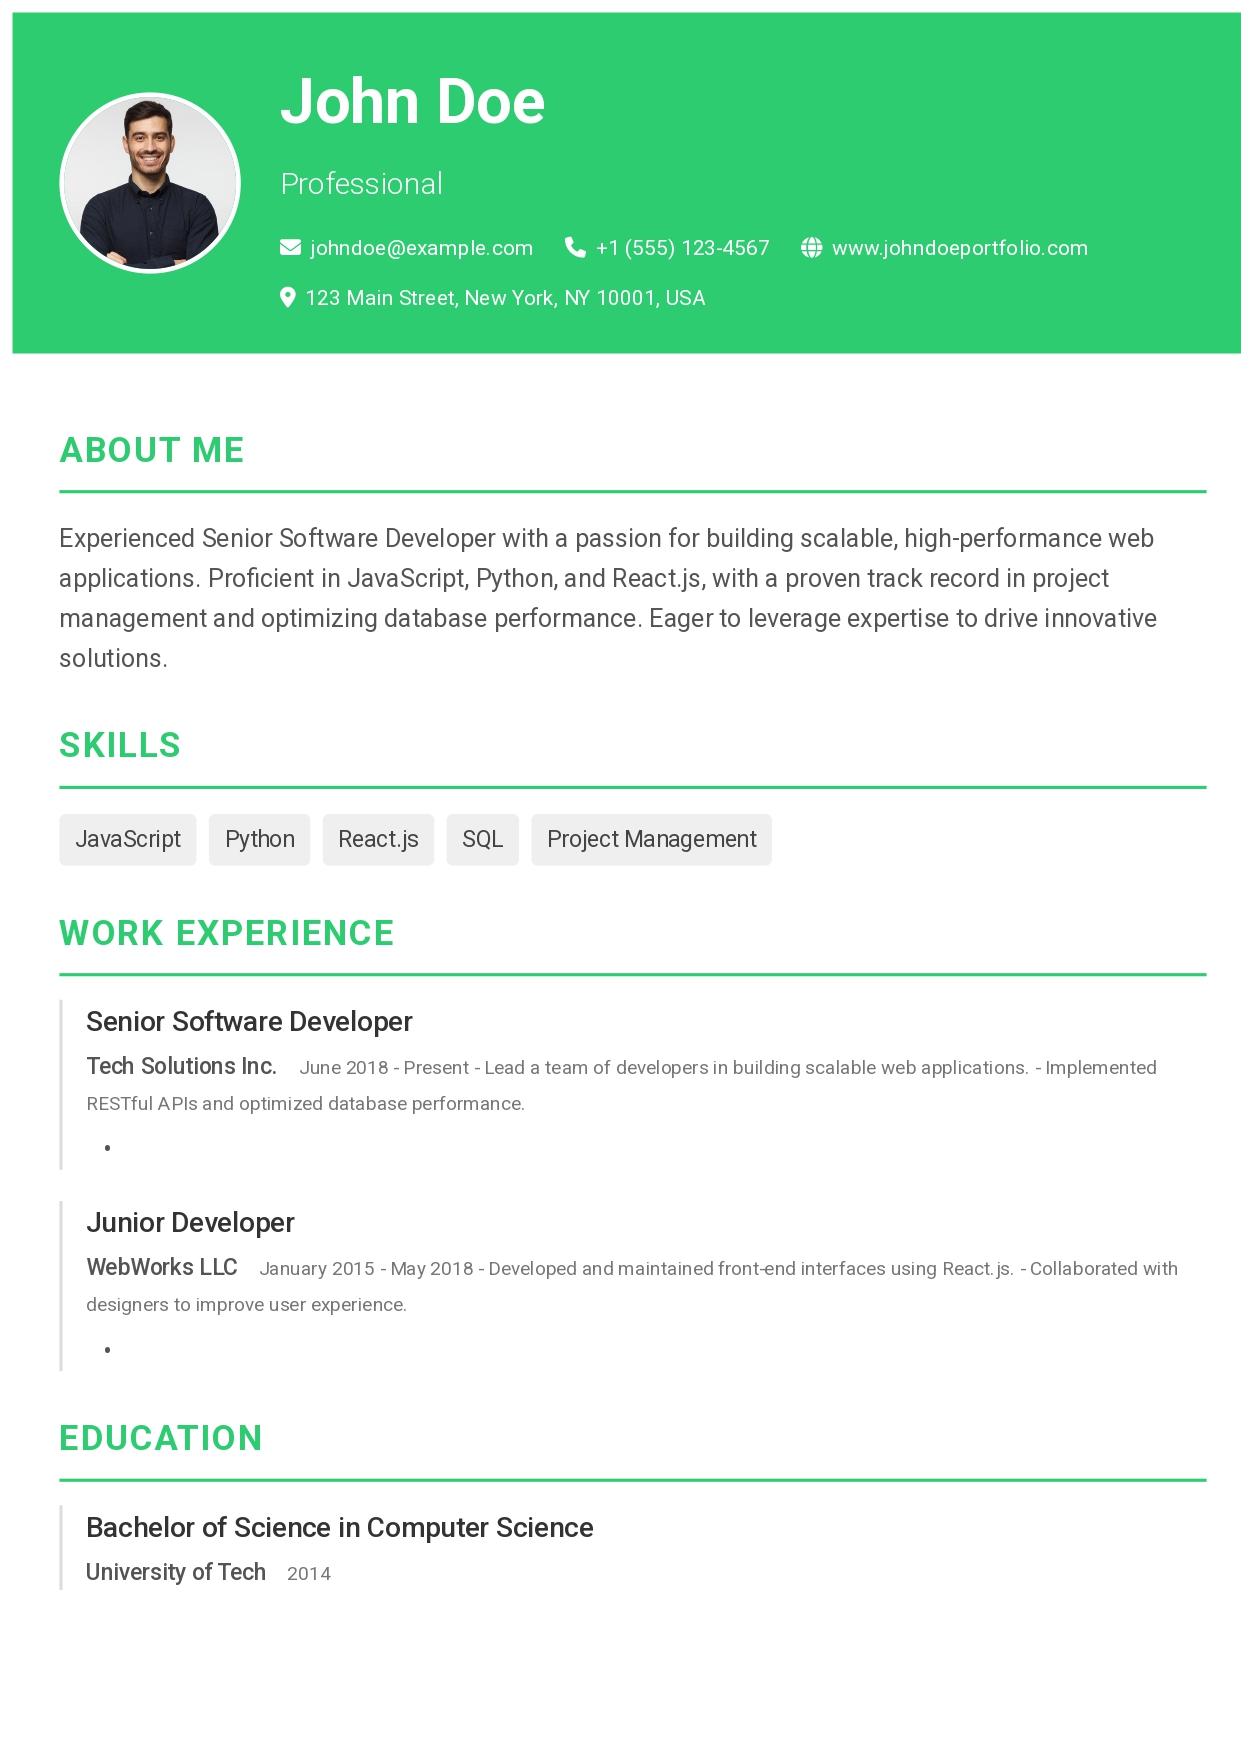 John Doe
Professional
johndoe@example.com +1 (555) 123-4567 www.johndoeportfolio.com
123 Main Street, New York, NY 10001, USA
ABOUT ME
Experienced Senior Software Developer with a passion for building scalable, high-performance web
applications. Proficient in JavaScript, Python, and React.js, with a proven track record in project
management and optimizing database performance. Eager to leverage expertise to drive innovative
solutions.
SKILLS
JavaScript Python React.js SQL Project Management
WORK EXPERIENCE
Senior Software Developer
Tech Solutions Inc. June 2018 - Present - Lead a team of developers in building scalable web applications. - Implemented
RESTful APIs and optimized database performance.
•
Junior Developer
WebWorks LLC January 2015 - May 2018 - Developed and maintained front-end interfaces using React.js. - Collaborated with
designers to improve user experience.
•
EDUCATION
Bachelor of Science in Computer Science
University of Tech 2014